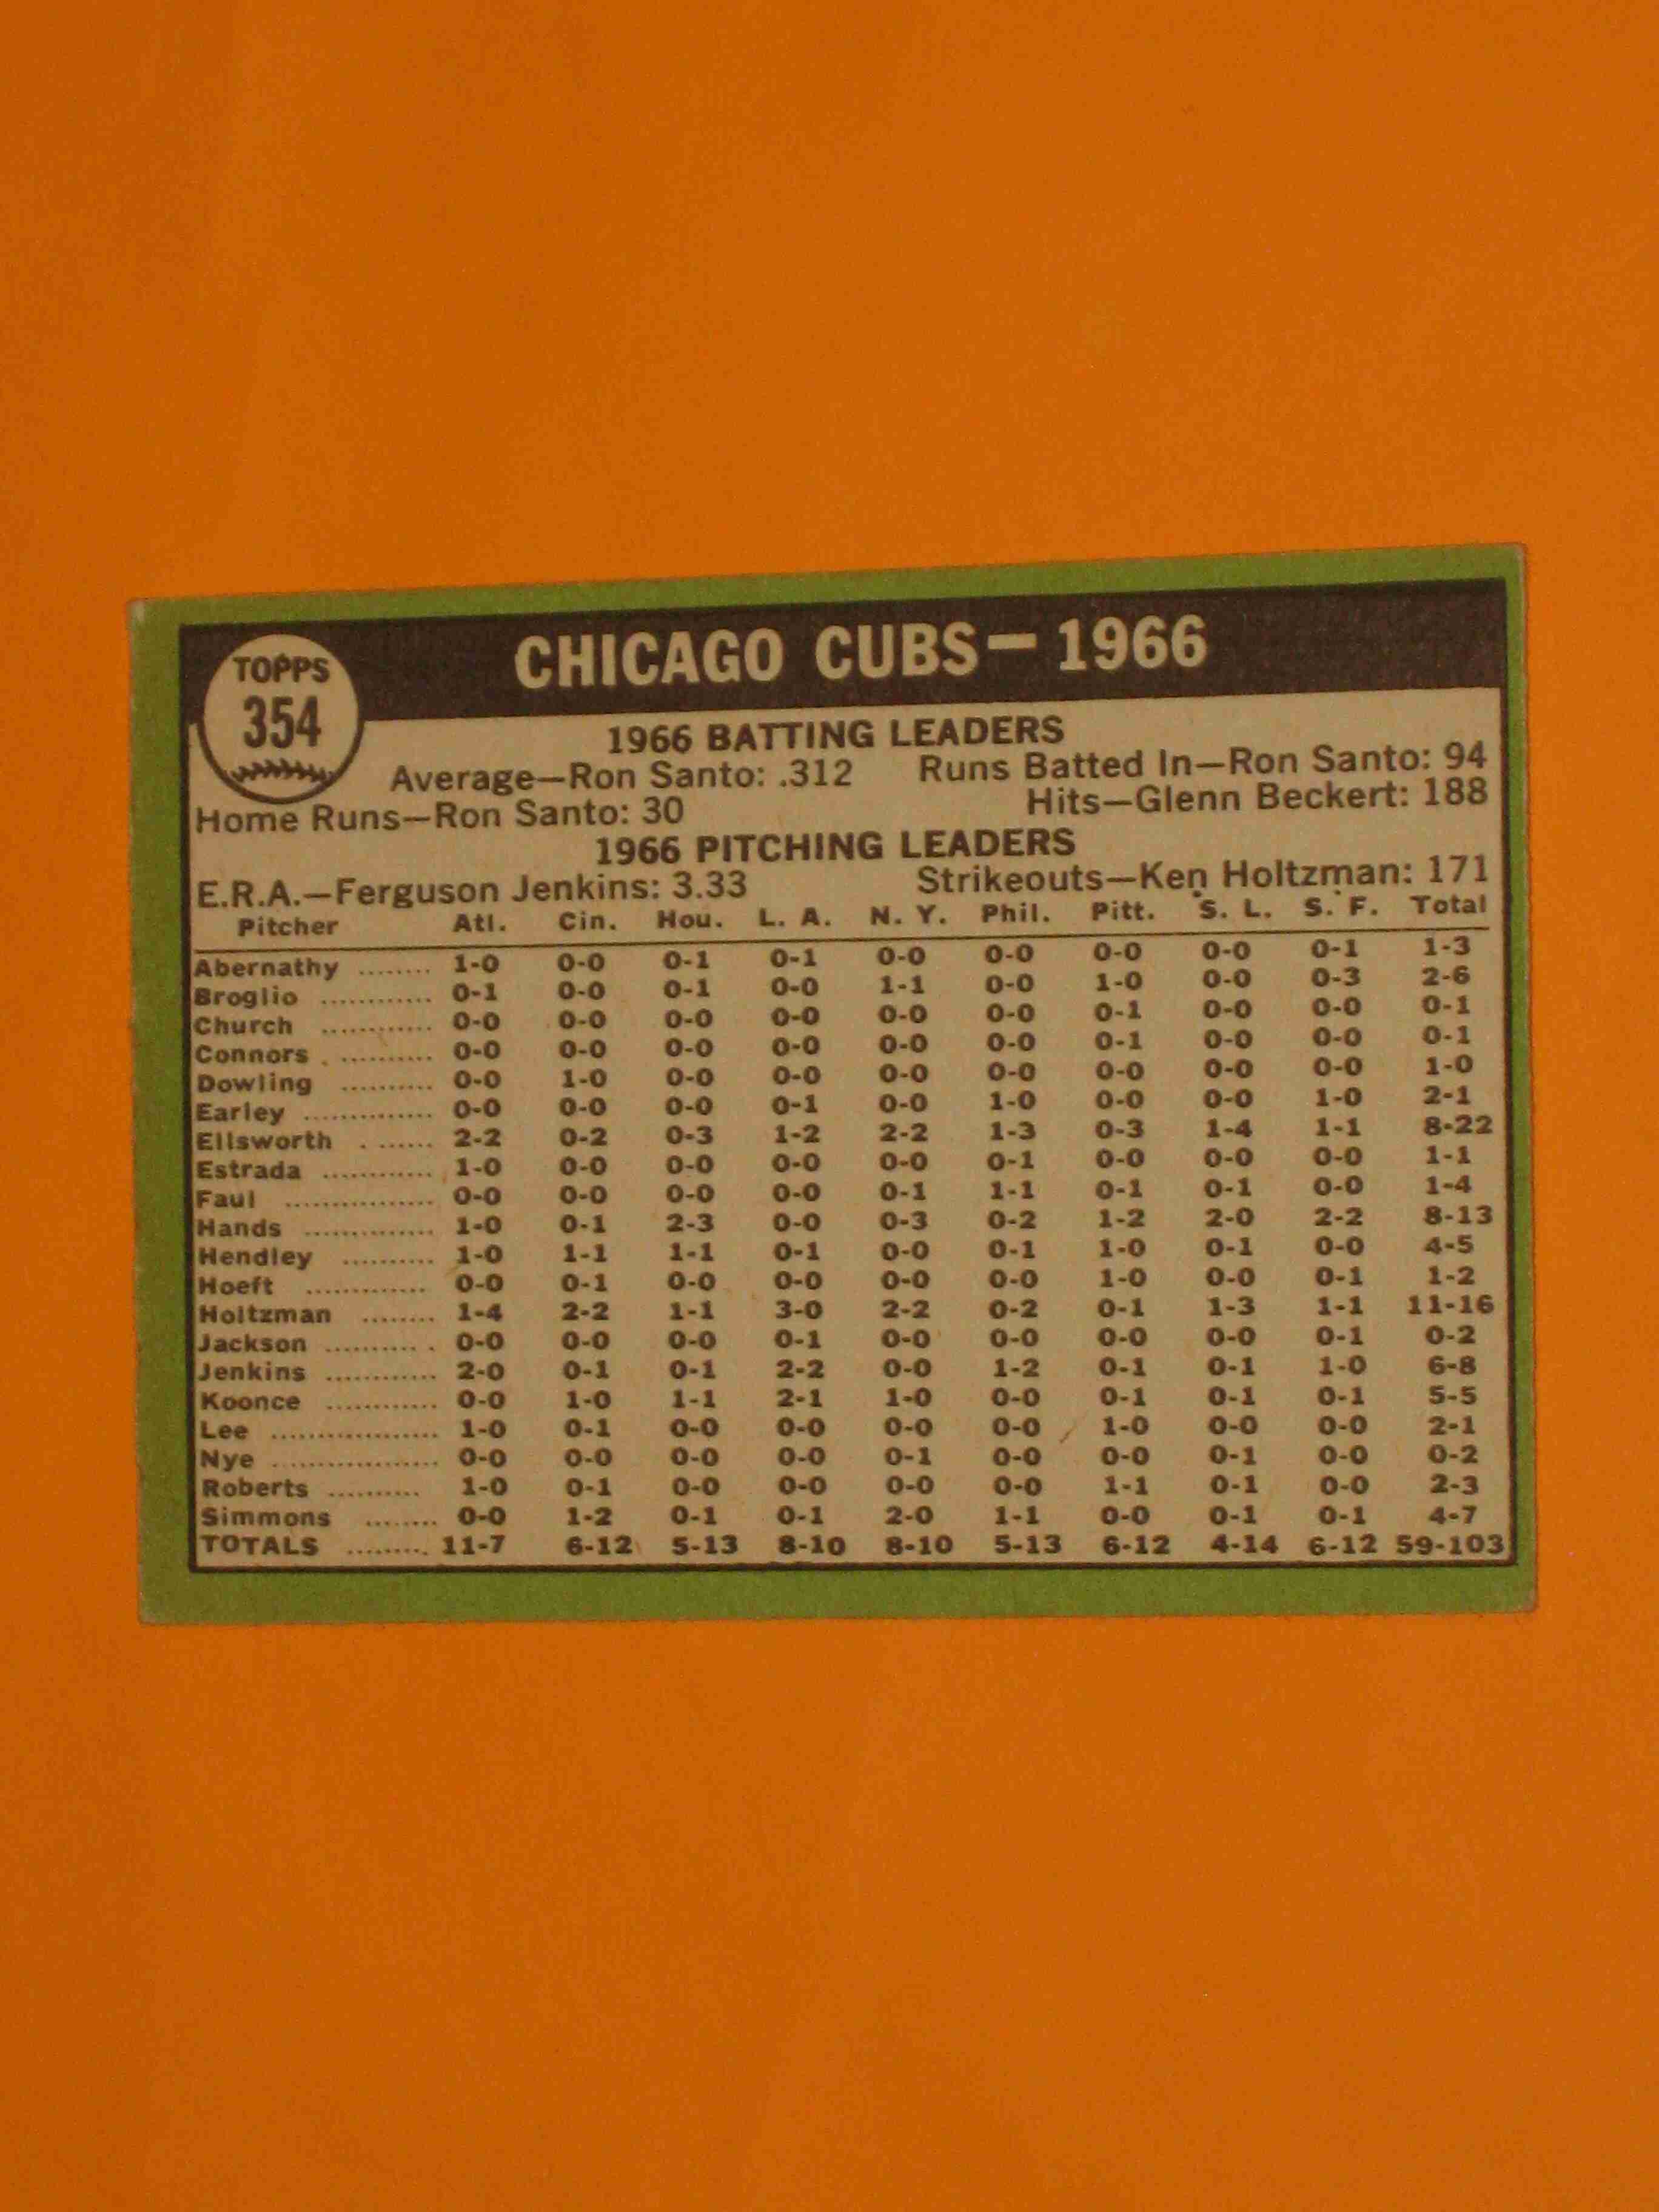 CHICAGO CUBS—1966
TOPPS
354
1966 BATTING LEADERS
Average—Ron Santo: .312 Runs Batted In—Ron Santo: 94
Home Runs—Ron Santo: 30 Hits—Glenn Beckert: 188
1966 PITCHING LEADERS
E.R.A.—Ferguson Jenkins: 3.33 Strikeouts—Ken Holtzman: 171
Pitcher Atl. Cin. Hou. L. A. N. Y. Phil. Pitt. S. L. S. F. Total
Abernathy ........ 1-0 0-0 0-1 0-1 0-0 0-0 0-0 0-0 0-1 1-3
Broglio ............ 0-1 0-0 0-1 0-0 1-1 0-0 1-0 0-0 0-3 2-6
Church ............ 0-0 0-0 0-0 0-0 0-0 0-0 0-1 0-0 0-0 0-1
Connors . .......... 0-0 0-0 0-0 0-0 0-0 0-0 0-1 0-0 0-0 0-1
Dowling .......... 0-0 1-0 0-0 0-0 0-0 0-0 0-0 0-0 0-0 1-0
Earley .............. 0-0 0-0 0-0 0-1 0-0 1-0 0-0 0-0 1-0 2-1
Ellsworth . ...... 2-2 0-2 0-3 1-2 2-2 1-3 0-3 1-4 1-1 8-22
Estrada ............ 1-0 0-0 0-0 0-0 0-0 0-1 0-0 0-0 0-0 1-1
Faul ................ 0-0 0-0 0-0 0-0 0-1 1-1 0-1 0-1 0-0 1-4
Hands .............. 1-0 0-1 2-3 0-0 0-3 0-2 1-2 2-0 2-2 8-13
Hendley .......... 1-0 1-1 1-1 0-1 0-0 0-1 1-0 0-1 0-0 4-5
Hoeft ............. 0-0 0-1 0-0 0-0 0-0 0-0 1-0 0-0 0-1 1-2
Holtzman ........ 1-4 2-2 1-1 3-0 2-2 0-2 0-1 1-3 1-1 11-16
Jackson .......... . 0-0 0-0 0-0 0-1 0-0 0-0 0-0 0-0 0-1 0-2
Jenkins ............ 2-0 0-1 0-1 2-2 0-0 1-2 0-1 0-1 1-0 6-8
Koonce ............ 0-0 1-0 1-1 2-1 1-0 0-0 0-1 0-1 0-1 5-5
Lee .................. 1-0 0-1 0-0 0-0 0-0 0-0 1-0 0-0 0-0 2-1
Nye .................. 0-0 0-0 0-0 0-0 0-1 0-0 0-0 0-1 0-0 0-2
Roberts .......... 1-0 0-1 0-0 0-0 0-0 0-0 1-1 0-1 0-0 2-3
Simmons ........ 0-0 1-2 0-1 0-1 2-0 1-1 0-0 0-1 0-1 4-7
TOTALS ......... 11-7 6-12 5-13 8-10 8-10 5-13 6-12 4-14 6-12 59-103